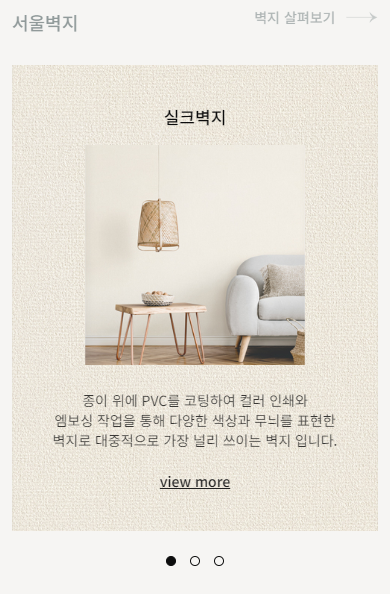 서울벽지
벽지 살펴보기
실크벽지
종이 위에 PVC를 코팅하여 컬러 인쇄와
엠보싱 작업을 통해 다양한 색상과 무늬를 표현한
벽지로 대중적으로 가장 널리 쓰이는 벽지 입니다.
view more